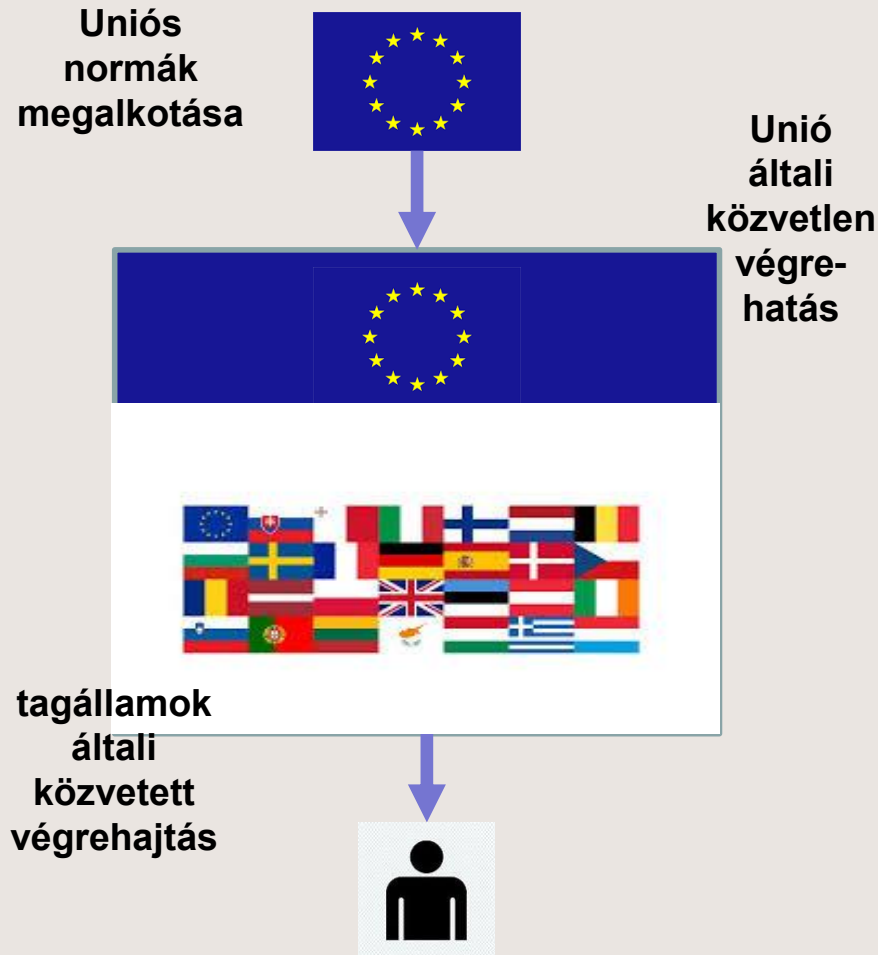 Uniós
normák
megalkotása
Unió
általi
közvetlen
végre-
hatás
tagállamok
általi
közvetett
végrehajtás